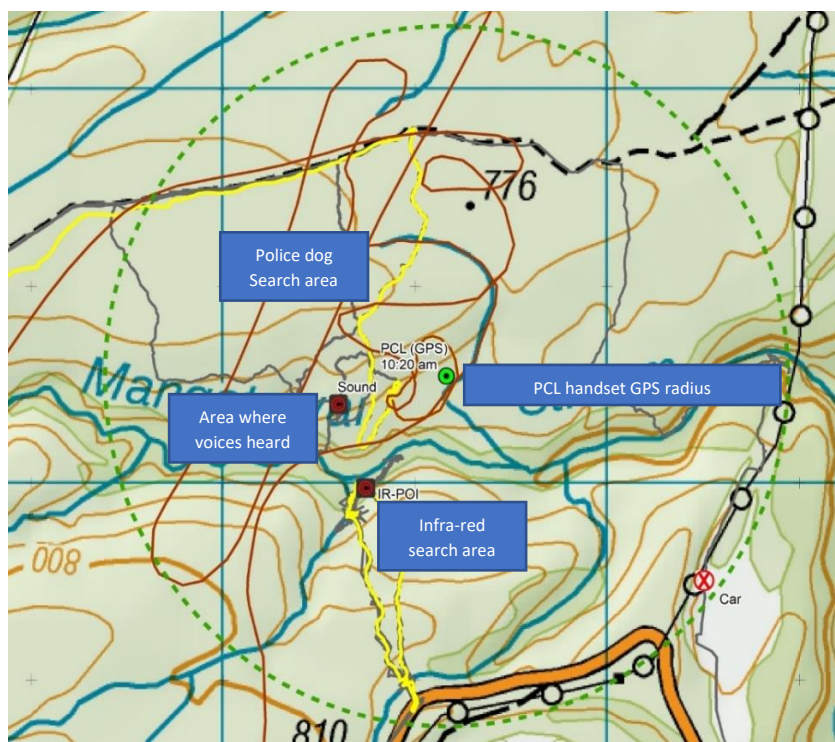 776
Police dog
Search area
PCL (GPS)
10:20 am
Sound
PCL handset GPS radius
Area where
voices heard
IR-POI
Infra-red
search area
800
Car
810